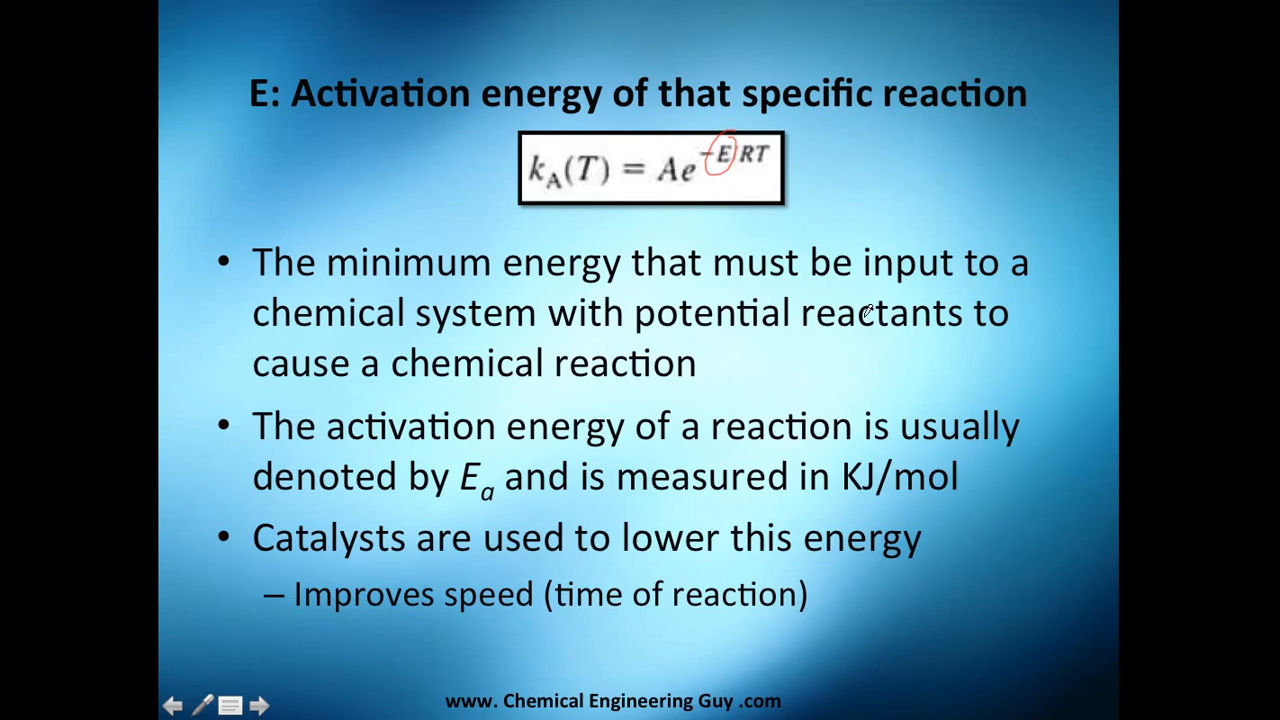 E: Activation energy of that specific reaction
k_A(T) = Ae^{-E/RT}
• The minimum energy that must be input to a
chemical system with potential reactants to
cause a chemical reaction
• The activation energy of a reaction is usually
denoted by E_a and is measured in KJ/mol
• Catalysts are used to lower this energy
– Improves speed (time of reaction)
www. Chemical Engineering Guy .com